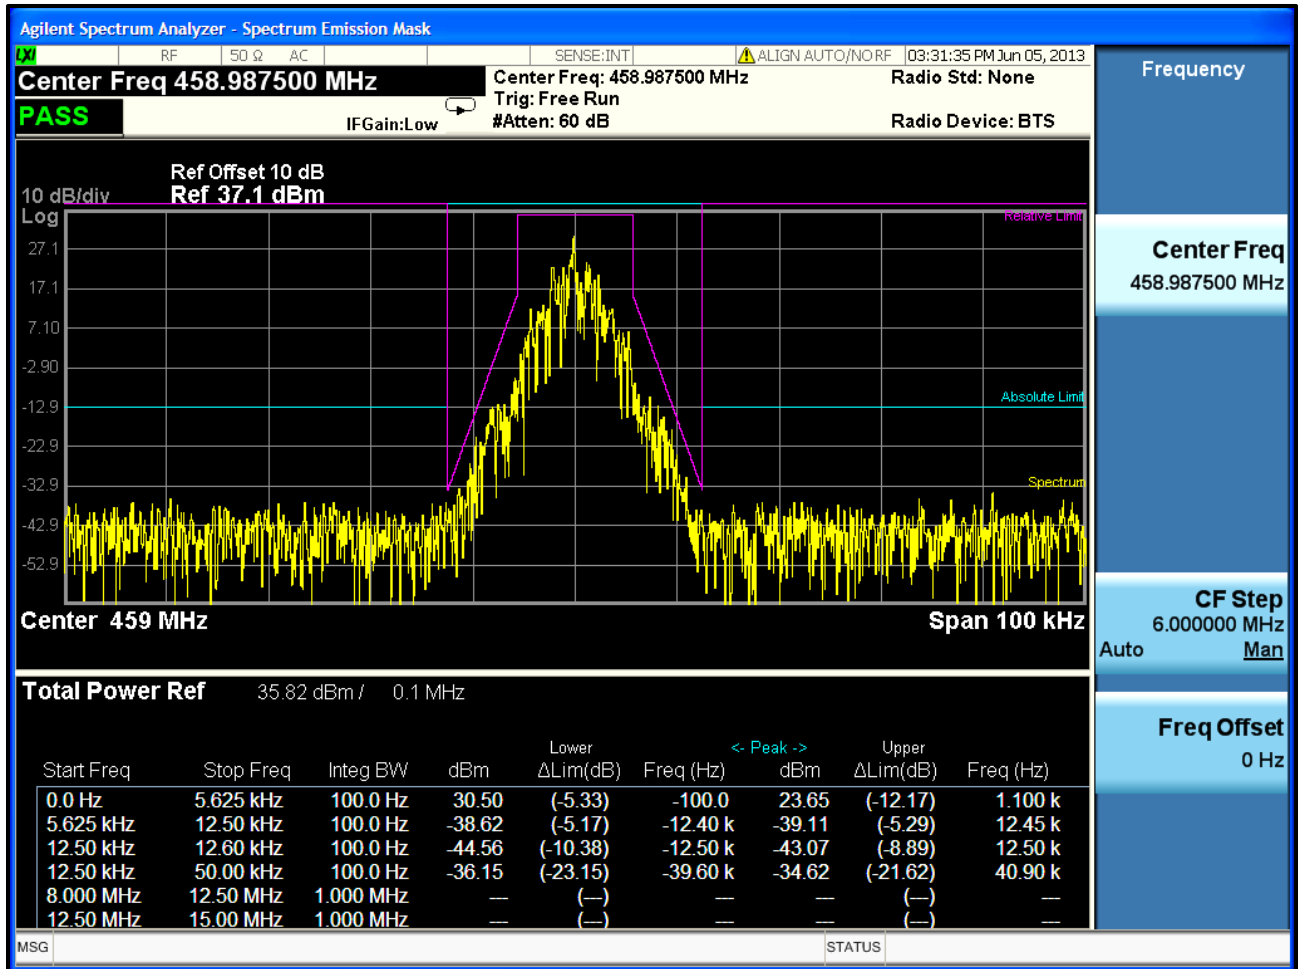 Agilent Spectrum Analyzer - Spectrum Emission Mask
LXI RF 50 Ω AC SENSE:INT ALIGN AUTO/NO RF 03:31:35 PM Jun 05, 2013
Center Freq 458.987500 MHz
Center Freq: 458.987500 MHz Radio Std: None
Trig: Free Run
PASS IFGain:Low #Atten: 60 dB Radio Device: BTS
Ref Offset 10 dB
10 dB/div Ref 37.1 dBm
Log
Relative Limit
27.1
17.1
7.10
-2.90
Absolute Limit
-12.9
-22.9
-32.9
Spectrum
-42.9
-52.9
Center 459 MHz Span 100 kHz
Total Power Ref 35.82 dBm / 0.1 MHz
Lower <- Peak -> Upper
Start Freq Stop Freq Integ BW dBm ΔLim(dB) Freq (Hz) dBm ΔLim(dB) Freq (Hz)
0.0 Hz 5.625 kHz 100.0 Hz 30.50 (-5.33) -100.0 23.65 (-12.17) 1.100 k
5.625 kHz 12.50 kHz 100.0 Hz -38.62 (-5.17) -12.40 k -39.11 (-5.29) 12.45 k
12.50 kHz 12.60 kHz 100.0 Hz -44.56 (-10.38) -12.50 k -43.07 (-8.89) 12.50 k
12.50 kHz 50.00 kHz 100.0 Hz -36.15 (-23.15) -39.60 k -34.62 (-21.62) 40.90 k
8.000 MHz 12.50 MHz 1.000 MHz --- (---) --- --- (---) ---
12.50 MHz 15.00 MHz 1.000 MHz --- (---) --- --- (---) ---
MSG STATUS
Frequency
Center Freq
458.987500 MHz
CF Step
6.000000 MHz
Auto Man
Freq Offset
0 Hz